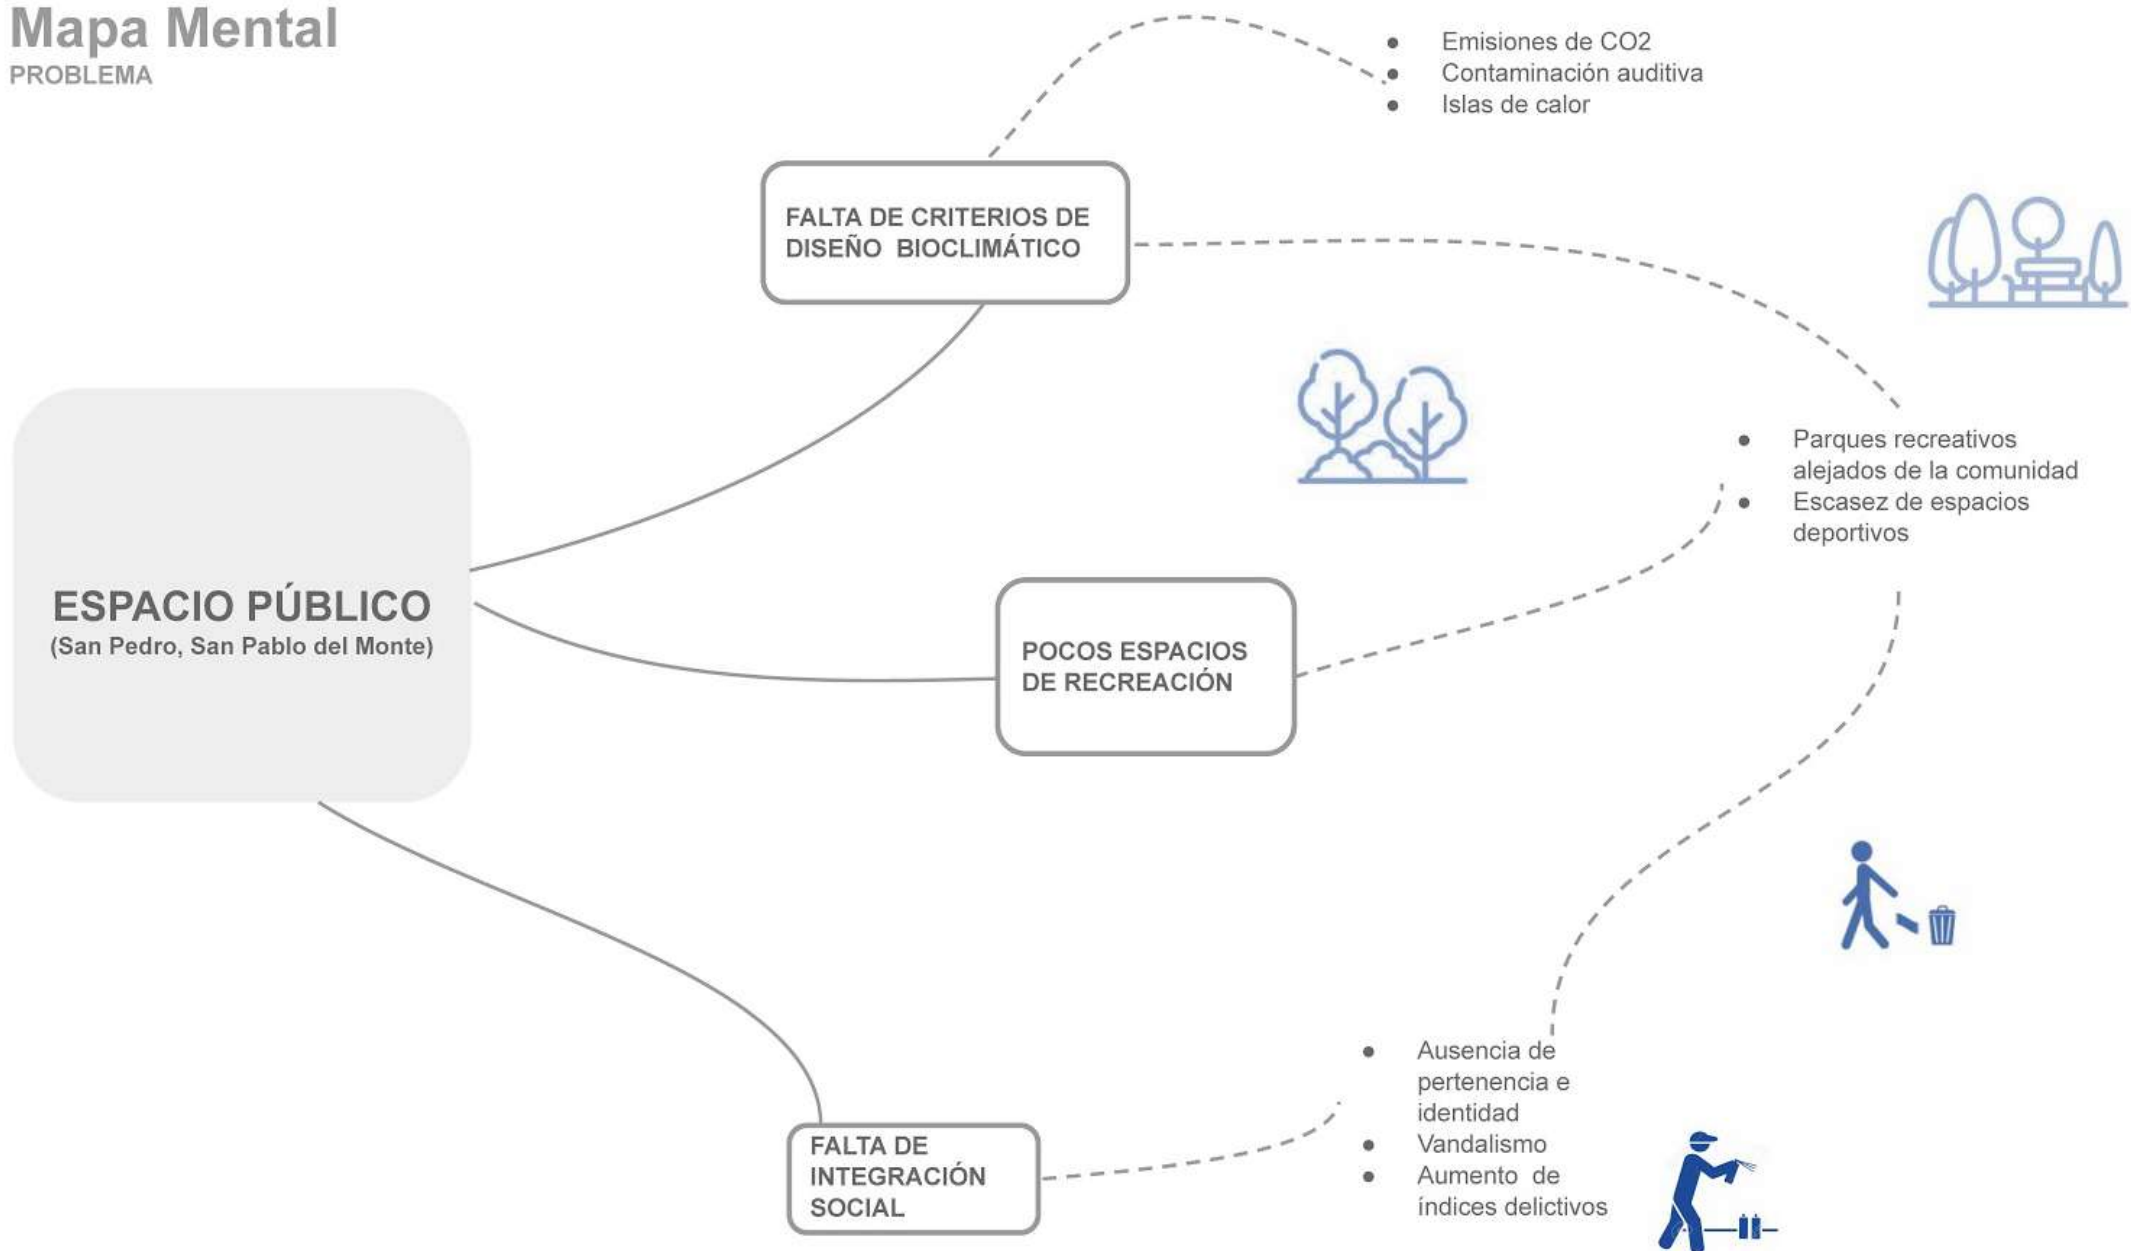 Mapa Mental
PROBLEMA
● Emisiones de CO2
● Contaminación auditiva
● Islas de calor
FALTA DE CRITERIOS DE
DISEÑO BIOCLIMÁTICO
● Parques recreativos
alejados de la comunidad
● Escasez de espacios
deportivos
ESPACIO PÚBLICO
(San Pedro, San Pablo del Monte)
POCOS ESPACIOS
DE RECREACIÓN
FALTA DE
INTEGRACIÓN
SOCIAL
● Ausencia de
pertenencia e
identidad
● Vandalismo
● Aumento de
índices delictivos